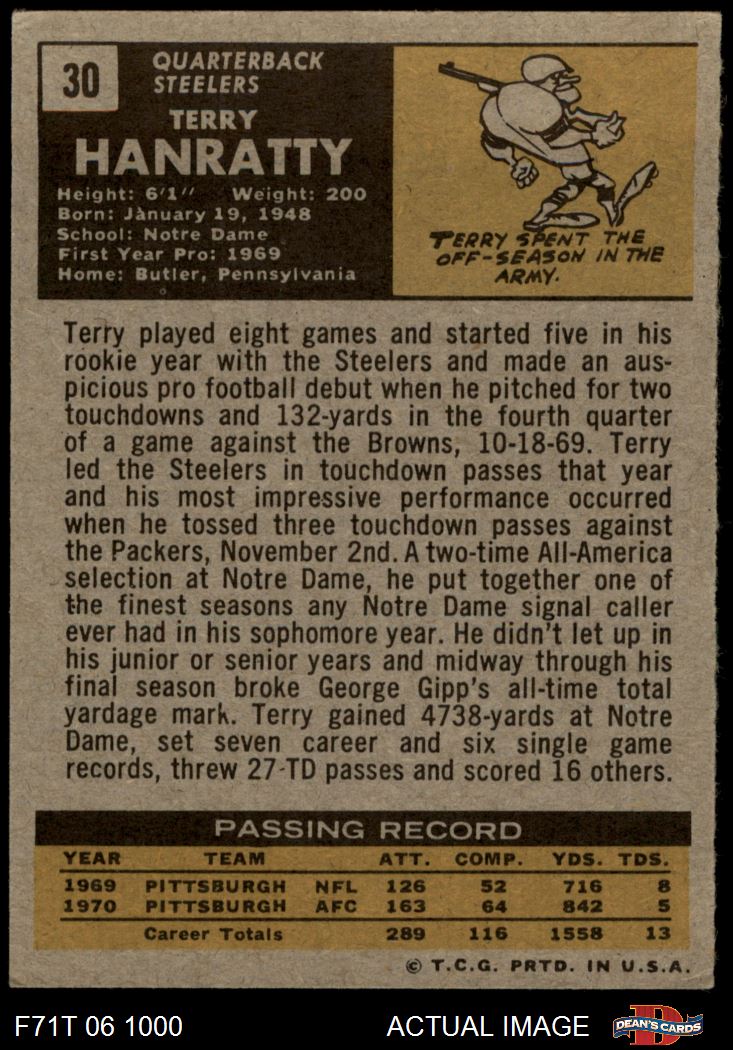 30
QUARTERBACK
STEELERS
TERRY
HANRATTY
Height: 6'1" Weight: 200
Born: January 19, 1948
School: Notre Dame
First Year Pro: 1969
Home: Butler, Pennsylvania
TERRY SPENT THE
OFF-SEASON IN THE
ARMY.
Terry played eight games and started five in his
rookie year with the Steelers and made an aus-
picious pro football debut when he pitched for two
touchdowns and 132-yards in the fourth quarter
of a game against the Browns, 10-18-69. Terry
led the Steelers in touchdown passes that year
and his most impressive performance occurred
when he tossed three touchdown passes against
the Packers, November 2nd. A two-time All-America
selection at Notre Dame, he put together one of
the finest seasons any Notre Dame signal caller
ever had in his sophomore year. He didn't let up in
his junior or senior years and midway through his
final season broke George Gipp's all-time total
yardage mark. Terry gained 4738-yards at Notre
Dame, set seven career and six single game
records, threw 27-TD passes and scored 16 others.
PASSING RECORD
YEAR TEAM ATT. COMP. YDS. TDS.
1969 PITTSBURGH NFL 126 52 716 8
1970 PITTSBURGH AFC 163 64 842 5
Career Totals 289 116 1558 13
© T.C.G. PRTD. IN U.S.A.
F71T 06 1000 ACTUAL IMAGE D DEAN'S CARDS